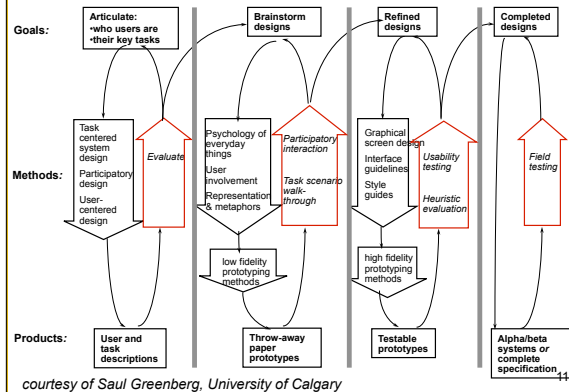 Goals:
Articulate:
•who users are
•their key tasks
Brainstorm
designs
Refined
designs
Completed
designs
Methods:
Task
centered
system
design
Participatory
design
User-
centered
design
Evaluate
Psychology of
everyday
things
User
involvement
Representation
& metaphors
low fidelity
prototyping
methods
Participatory
interaction
Task scenario
walk-
through
Graphical
screen design
Interface
guidelines
Style
guides
high fidelity
prototyping
methods
Usability
testing
Heuristic
evaluation
Field
testing
Products:
User and
task
descriptions
Throw-away
paper
prototypes
Testable
prototypes
Alpha/beta
systems or
complete
specification
courtesy of Saul Greenberg, University of Calgary
11